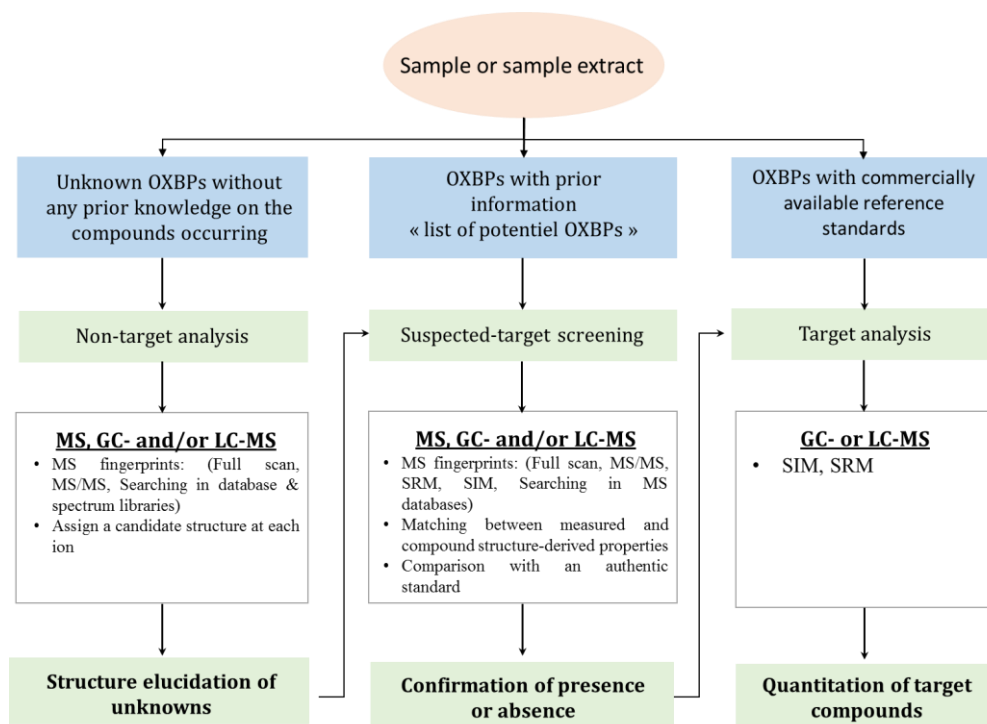 Sample or sample extract
Unknown OXBPs without
any prior knowledge on the
compounds occurring
OXBPs with prior
information
« list of potentiel OXBPs »
OXBPs with commercially
available reference
standards
Non-target analysis
Suspected-target screening
Target analysis
MS, GC- and/or LC-MS
• MS fingerprints: (Full scan,
MS/MS, Searching in database &
spectrum libraries)
• Assign a candidate structure at each
ion
MS, GC- and/or LC-MS
• MS fingerprints: (Full scan, MS/MS,
SRM, SIM, Searching in MS
databases)
• Matching between measured and
compound structure-derived properties
• Comparison with an authentic
standard
GC- or LC-MS
• SIM, SRM
Structure elucidation of
unknowns
Confirmation of presence
or absence
Quantitation of target
compounds